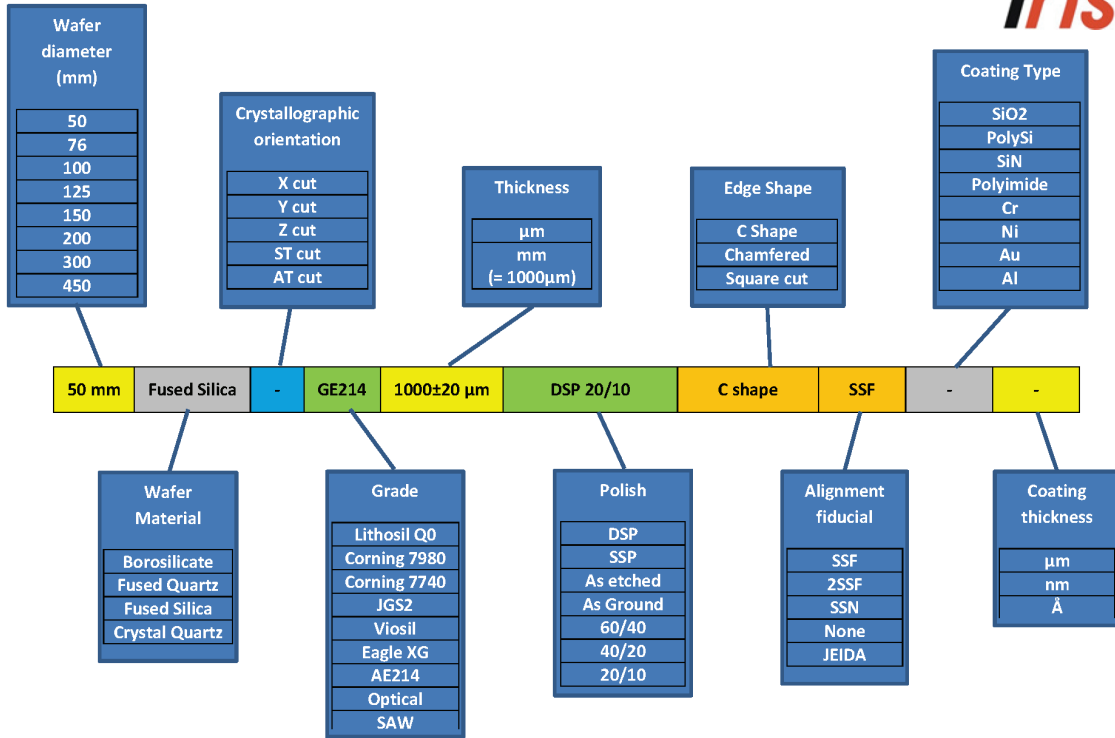 Wafer
diameter
(mm)
50
76
100
125
150
200
300
450
Crystallographic
orientation
X cut
Y cut
Z cut
ST cut
AT cut
Thickness
µm
mm
(= 1000µm)
Edge Shape
C Shape
Chamfered
Square cut
Coating Type
SiO2
PolySi
SiN
Polyimide
Cr
Ni
Au
Al
50 mm Fused Silica - GE214 1000±20 µm DSP 20/10 C shape SSF - -
Wafer
Material
Borosilicate
Fused Quartz
Fused Silica
Crystal Quartz
Grade
Lithosil Q0
Corning 7980
Corning 7740
JGS2
Viosil
Eagle XG
AE214
Optical
SAW
Polish
DSP
SSP
As etched
As Ground
60/40
40/20
20/10
Alignment
fiducial
SSF
2SSF
SSN
None
JEIDA
Coating
thickness
µm
nm
Å